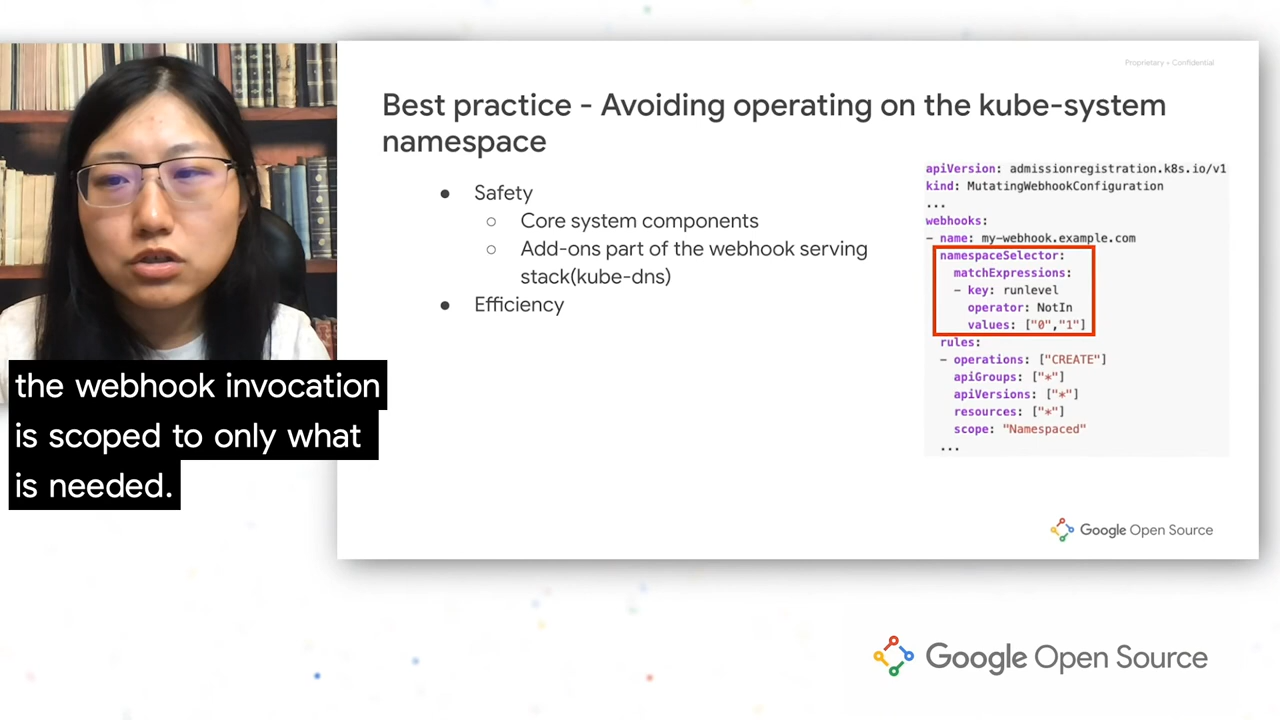 Proprietary + Confidential
Best practice - Avoiding operating on the kube-system
namespace
● Safety
○ Core system components
○ Add-ons part of the webhook serving
stack(kube-dns)
● Efficiency
apiVersion: admissionregistration.k8s.io/v1
kind: MutatingWebhookConfiguration
...
webhooks:
- name: my-webhook.example.com
namespaceSelector:
matchExpressions:
- key: runlevel
operator: NotIn
values: ["0","1"]
rules:
- operations: ["CREATE"]
apiGroups: ["*"]
apiVersions: ["*"]
resources: ["*"]
scope: "Namespaced"
...
Google Open Source
the webhook invocation
is scoped to only what
is needed.
Google Open Source